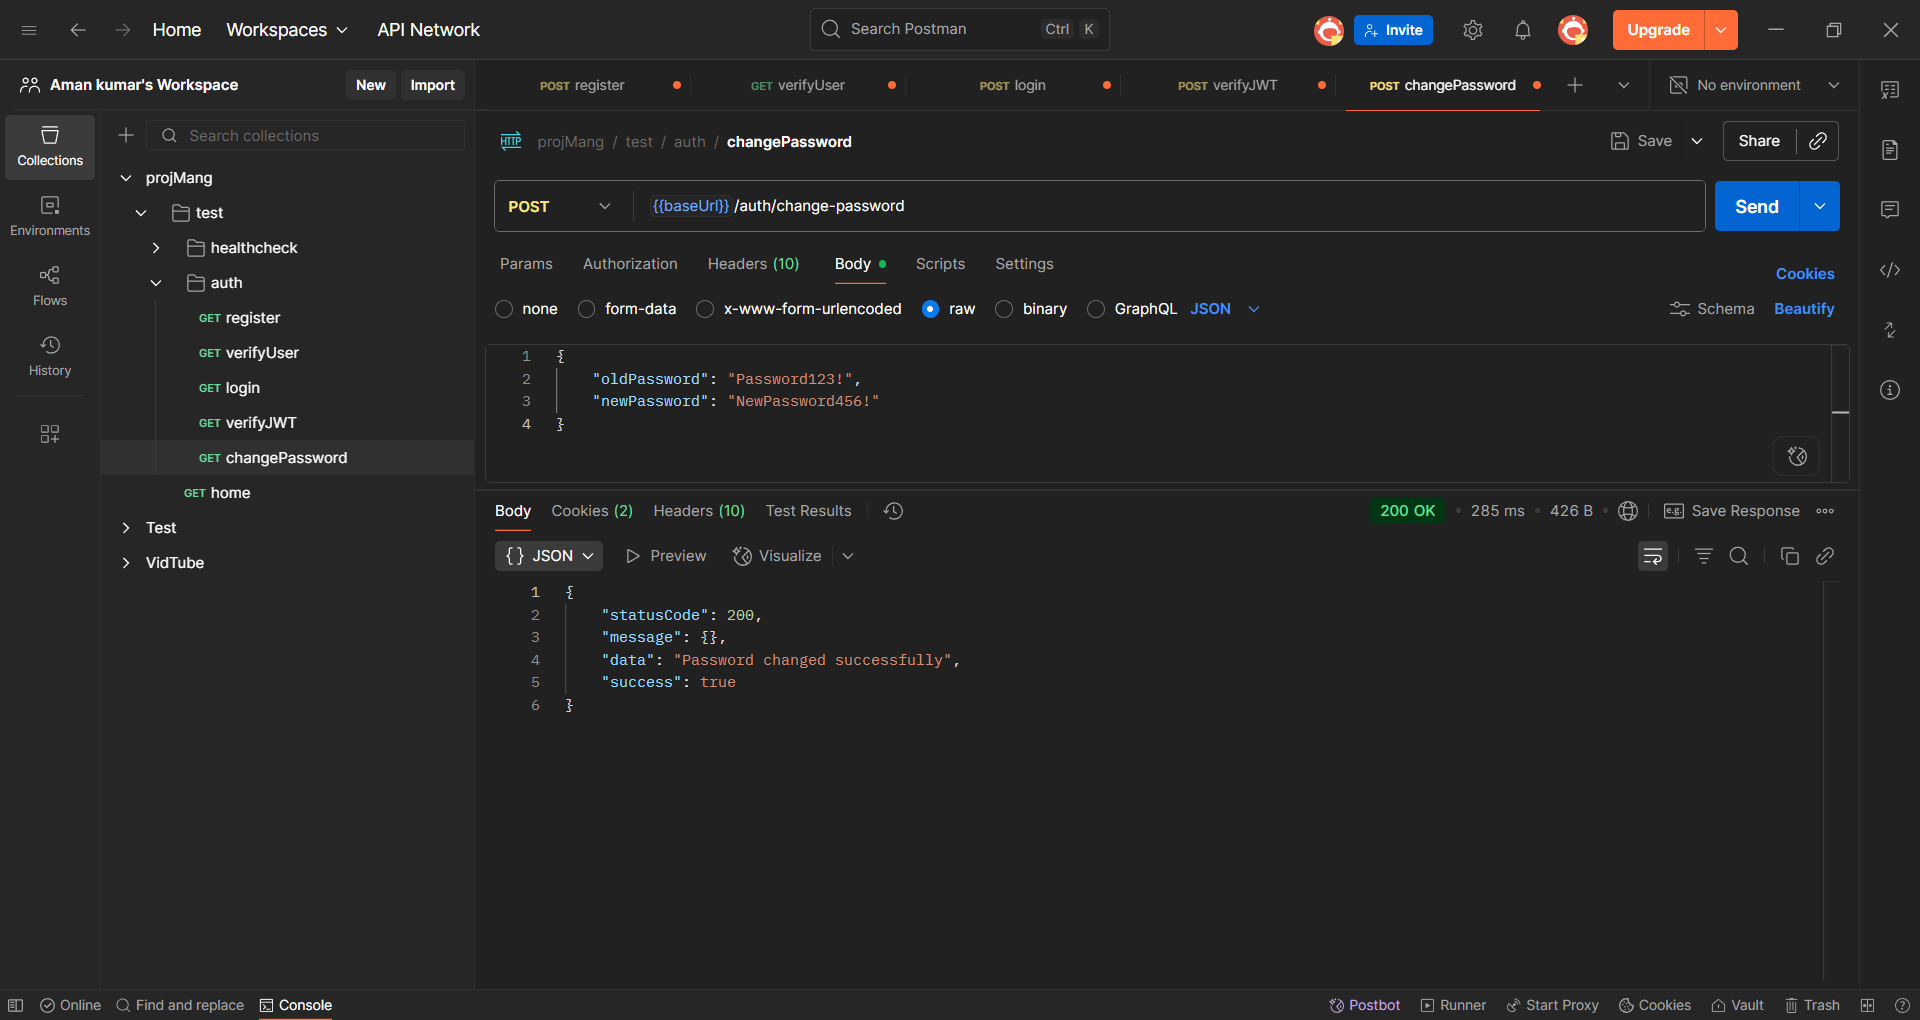 Home Workspaces API Network Search Postman Ctrl K Invite Upgrade
Aman kumar's Workspace New Import POST register GET verifyUser POST login POST verifyJWT POST changePassword No environment
Collections
Search collections
Environments
Flows
History
projMang
test
healthcheck
auth
GET register
GET verifyUser
GET login
GET verifyJWT
GET changePassword
GET home
Test
VidTube
HTTP projMang / test / auth / changePassword Save Share
POST {{baseUrl}} /auth/change-password Send
Params Authorization Headers (10) Body Scripts Settings Cookies
none form-data x-www-form-urlencoded raw binary GraphQL JSON Schema Beautify
1 {
2 "oldPassword": "Password123!",
3 "newPassword": "NewPassword456!"
4 }
Body Cookies (2) Headers (10) Test Results 200 OK 285 ms 426 B e.g. Save Response
{} JSON Preview Visualize
1 {
2 "statusCode": 200,
3 "message": {},
4 "data": "Password changed successfully",
5 "success": true
6 }
Online Find and replace Console Postbot Runner Start Proxy Cookies Vault Trash